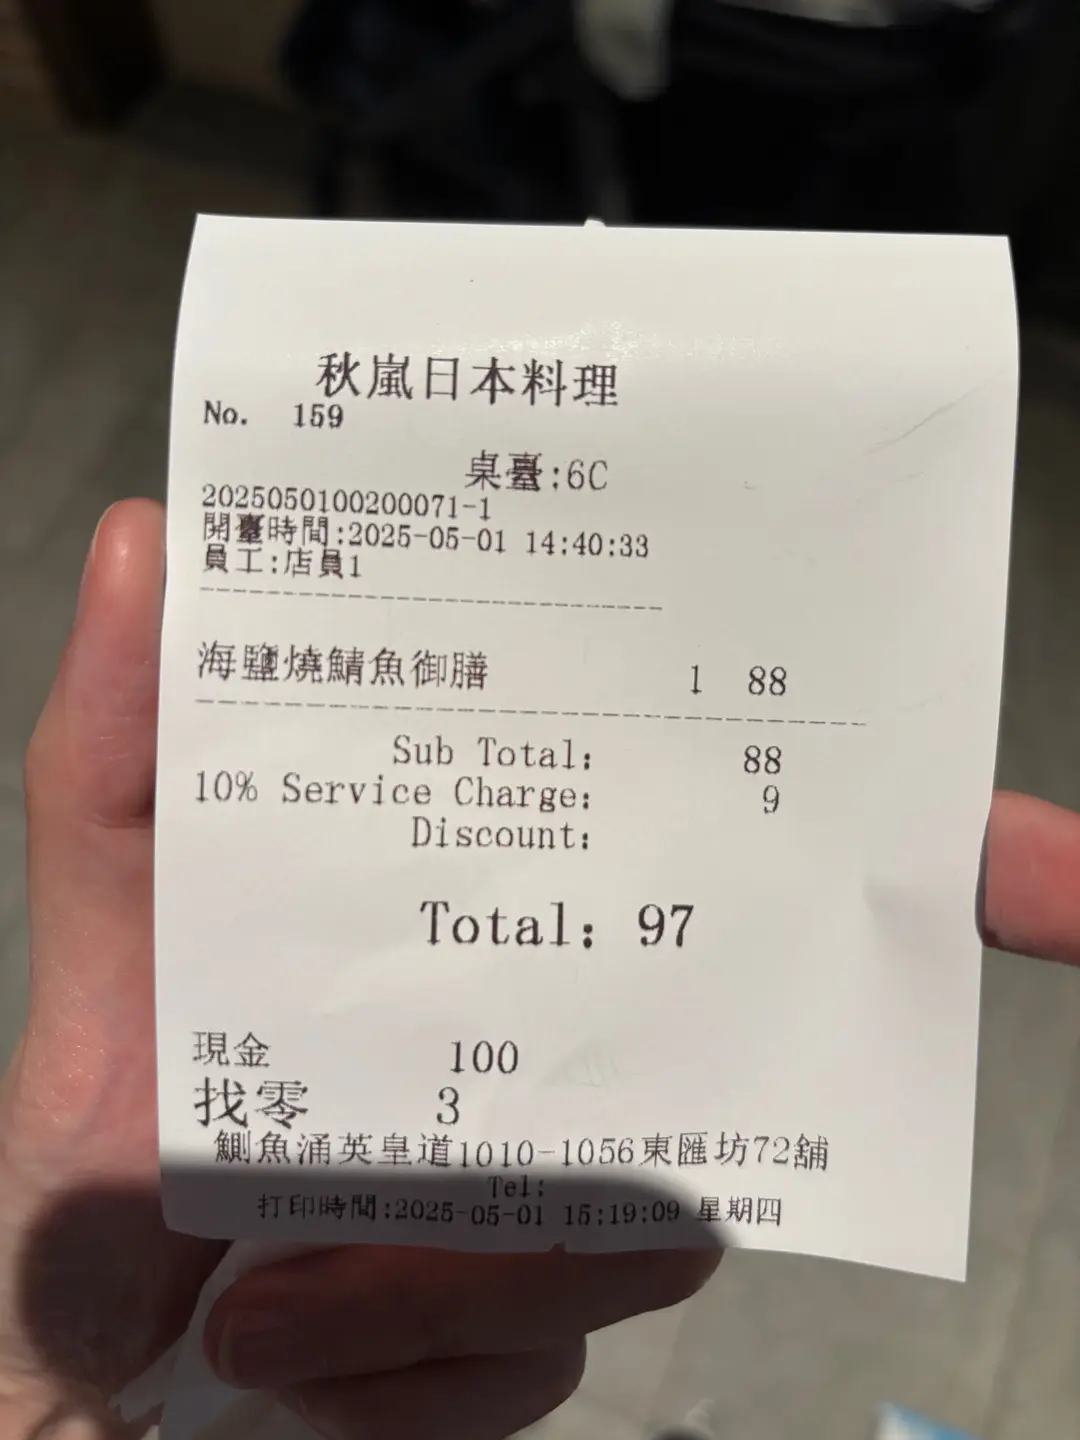 秋嵐日本料理
No. 159
桌臺:6C
2025050100200071-1
開臺時間:2025-05-01 14:40:33
員工:店員1
海鹽燒鯖魚御膳 1 88
Sub Total: 88
10% Service Charge: 9
Discount:
Total: 97
現金 100
找零 3
鰂魚涌英皇道1010-1056東匯坊72舖
Tel:
打印時間:2025-05-01 15:19:09 星期四